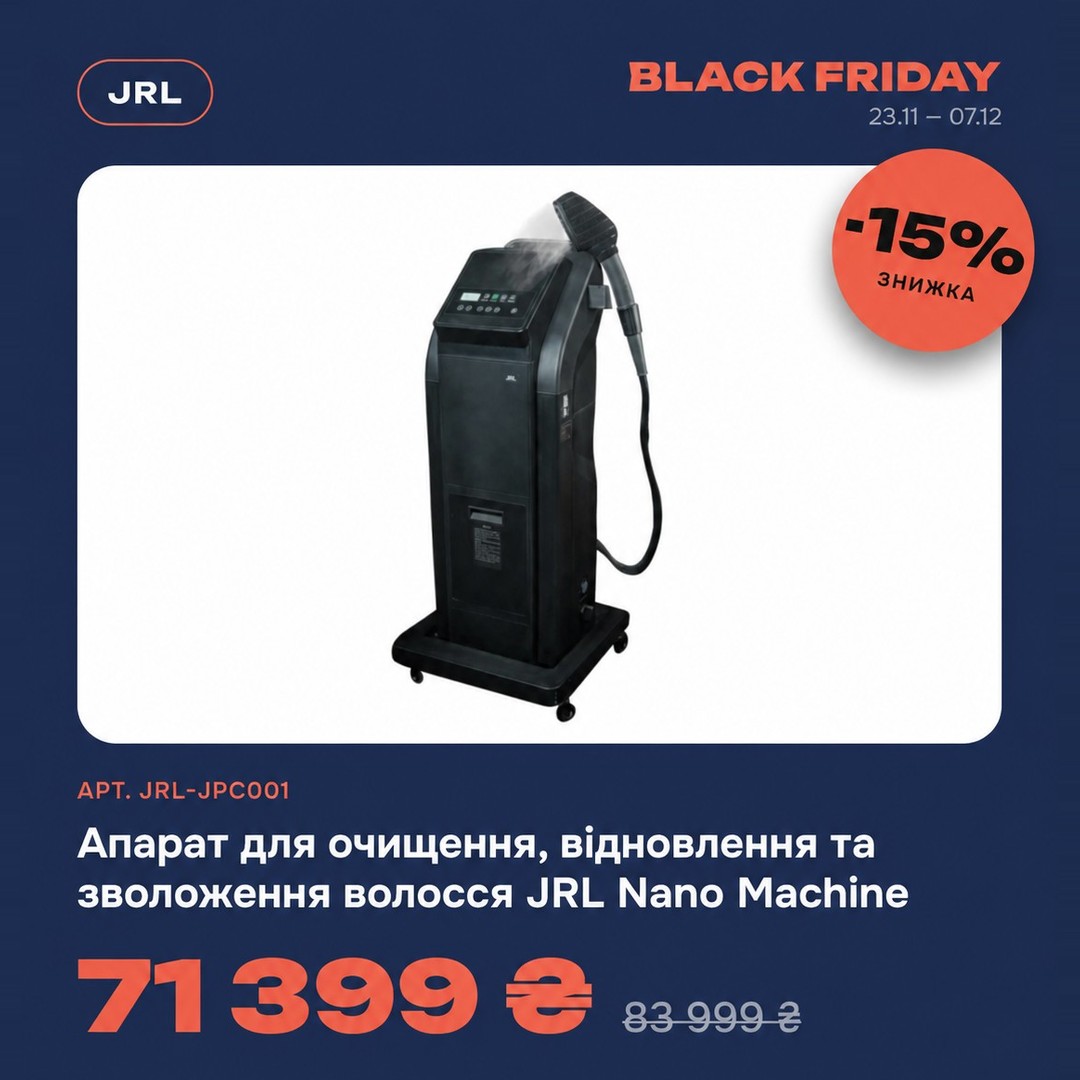 JRL
BLACK FRIDAY
23.11 – 07.12
-15%
ЗНИЖКА
JRL
АРТ. JRL-JPC001
Апарат для очищення, відновлення та
зволоження волосся JRL Nano Machine
71 399 ₴
83 999 ₴